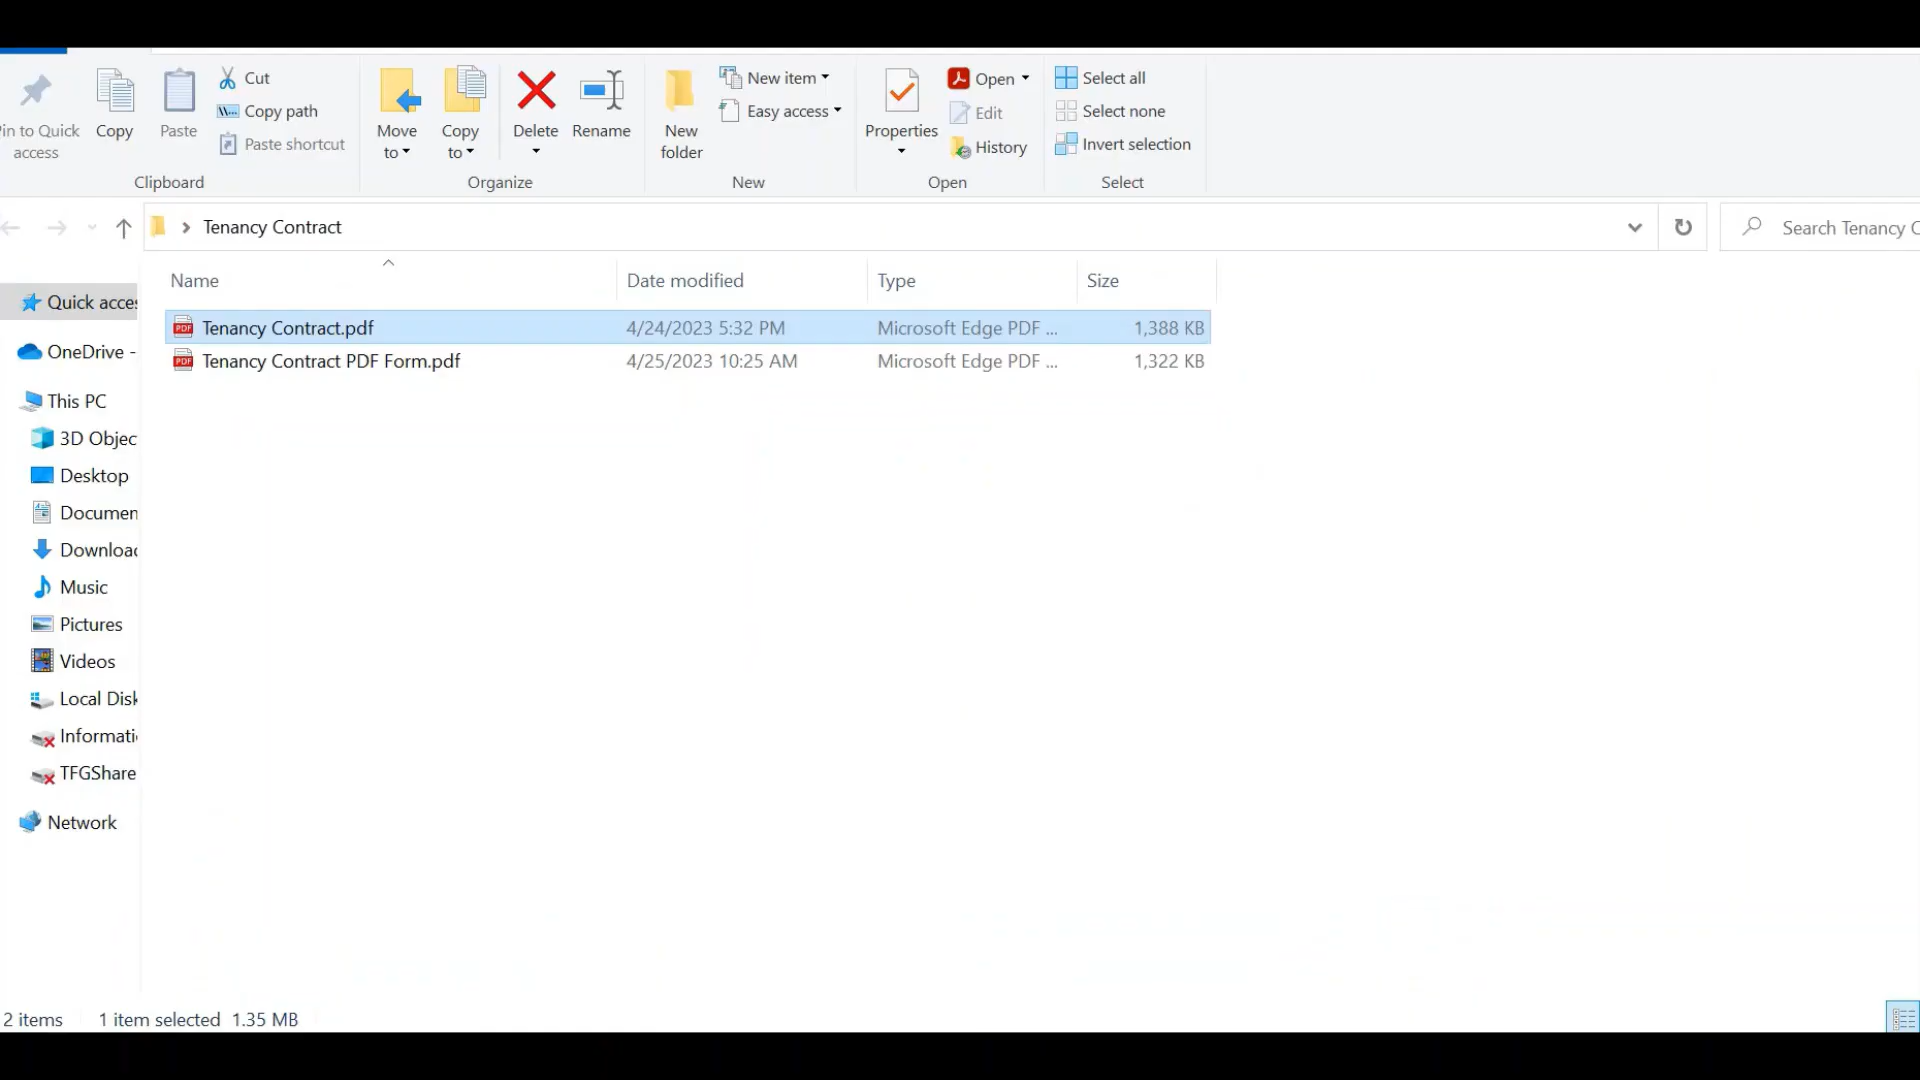 Pin to Quick access
Copy
Paste
Cut
Copy path
Paste shortcut
Clipboard
Move to
Copy to
Delete
Rename
Organize
New folder
New item
Easy access
New
Properties
Open
Edit
History
Open
Select all
Select none
Invert selection
Select
Tenancy Contract
Search Tenancy C
Name
Date modified
Type
Size
Quick acces
OneDrive -
This PC
3D Objec
Desktop
Documen
Downloac
Music
Pictures
Videos
Local Disk
Informati
TFGShare
Network
Tenancy Contract.pdf 4/24/2023 5:32 PM Microsoft Edge PDF ... 1,388 KB
Tenancy Contract PDF Form.pdf 4/25/2023 10:25 AM Microsoft Edge PDF ... 1,322 KB
2 items 1 item selected 1.35 MB